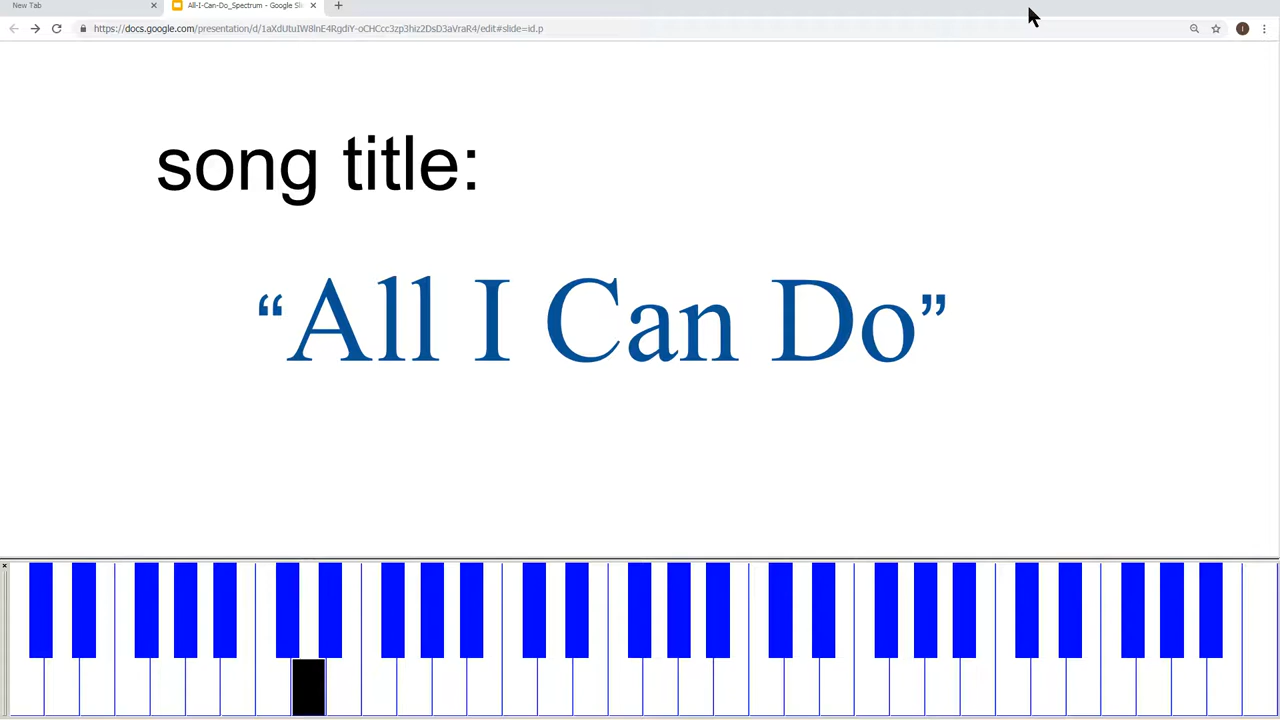 New Tab
All-I-Can-Do_Spectrum - Google Sli
https://docs.google.com/presentation/d/1aXdUtuIW8lnE4RgdiY-oCHCcc3zp3hiz2DsD3aVraR4/edit#slide=id.p
song title:
“All I Can Do”